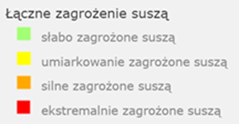 Łączne zagrożenie suszą
słabo zagrożone suszą
umiarkowanie zagrożone suszą
silne zagrożone suszą
ekstremalnie zagrożone suszą